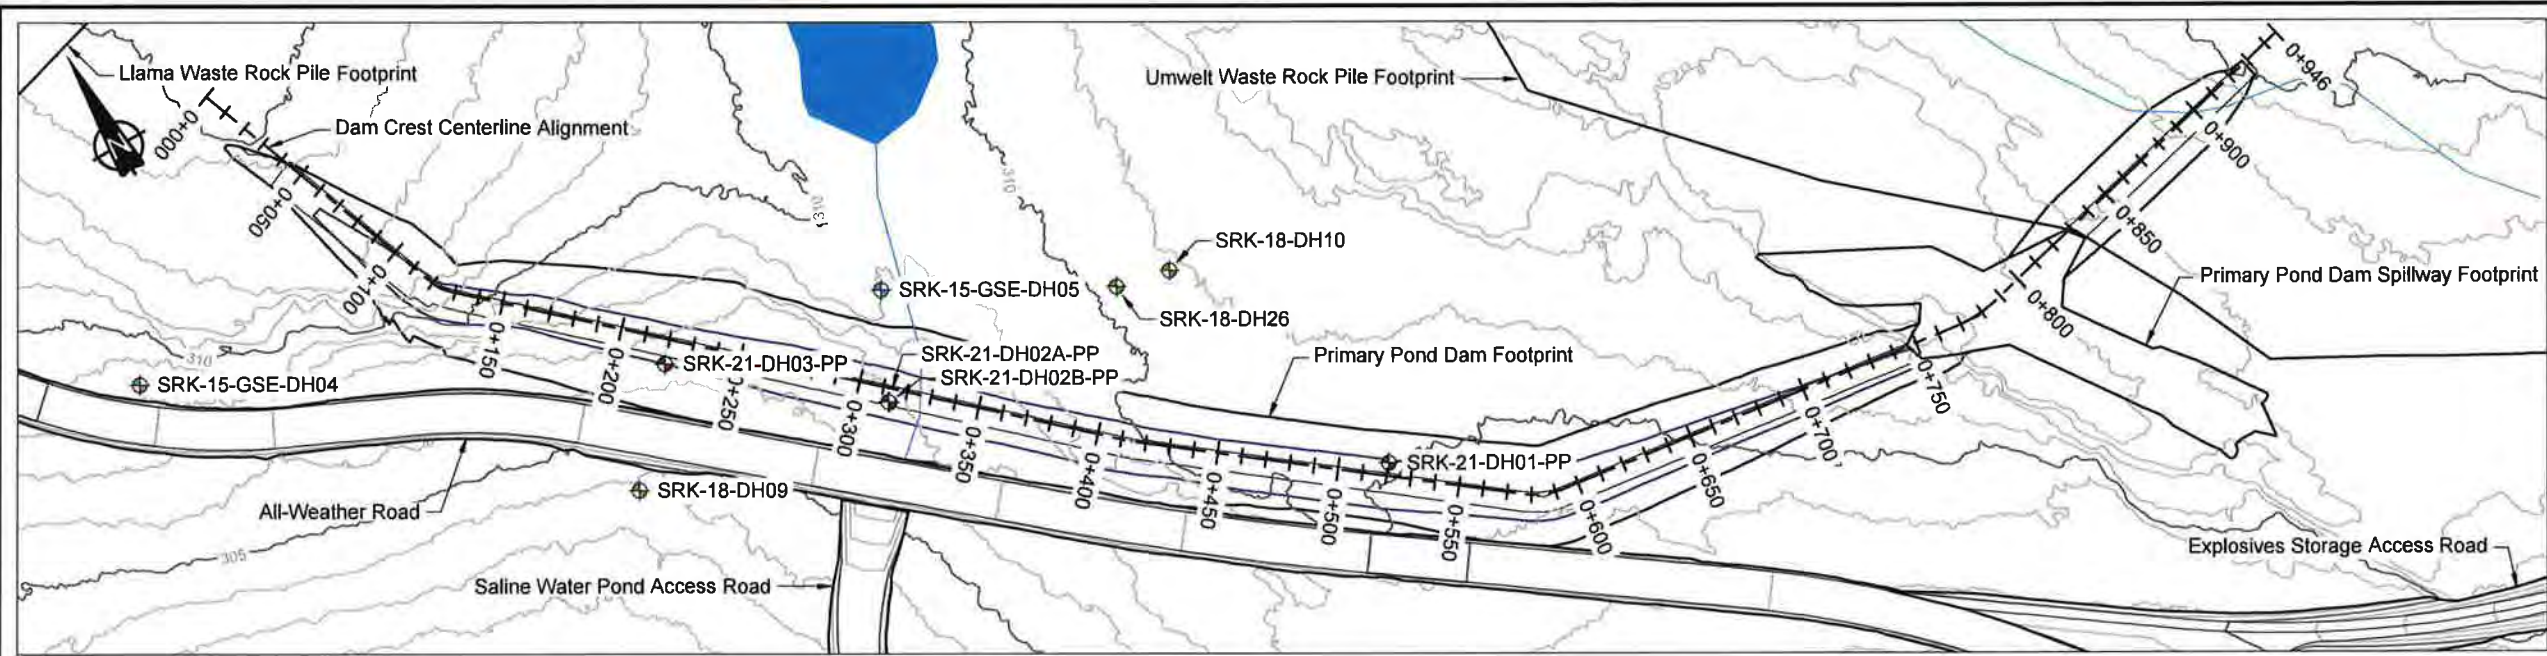 Llama Waste Rock Pile Footprint
Dam Crest Centerline Alignment
Umwelt Waste Rock Pile Footprint
0+946
0+000
N
0+900
310
310
0+050
0+850
SRK-18-DH10
Primary Pond Dam Spillway Footprint
SRK-15-GSE-DH05
0+100
SRK-18-DH26
0+800
310
0+150
SRK-21-DH02A-PP
Primary Pond Dam Footprint
SRK-21-DH03-PP
SRK-21-DH02B-PP
SRK-15-GSE-DH04
0+200
0+250
0+300
0+350
0+400
0+450
0+500
0+550
0+600
0+650
0+700
0+750
SRK-21-DH01-PP
SRK-18-DH09
All-Weather Road
305
Explosives Storage Access Road
Saline Water Pond Access Road